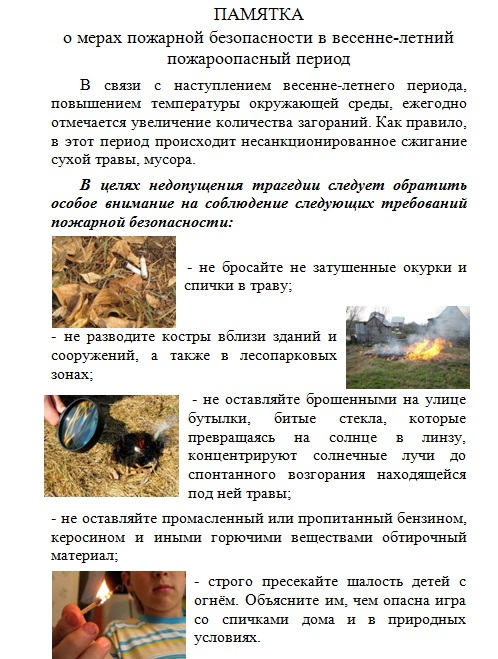 ПАМЯТКА
о мерах пожарной безопасности в весенне-летний
пожароопасный период
В связи с наступлением весенне-летнего периода,
повышением температуры окружающей среды, ежегодно
отмечается увеличение количества загораний. Как правило,
в этот период происходит несанкционированное сжигание
сухой травы, мусора.
В целях недопущения трагедии следует обратить
особое внимание на соблюдение следующих требований
пожарной безопасности:
- не бросайте не затушенные окурки и
спички в траву;
- не разводите костры вблизи зданий и
сооружений, а также в лесопарковых
зонах;
- не оставляйте брошенными на улице
бутылки, битые стекла, которые
превращаясь на солнце в линзу,
концентрируют солнечные лучи до
спонтанного возгорания находящейся
под ней травы;
- не оставляйте промасленный или пропитанный бензином,
керосином и иными горючими веществами обтирочный
материал;
- строго пресекайте шалость детей с
огнём. Объясните им, чем опасна игра
со спичками дома и в природных
условиях.